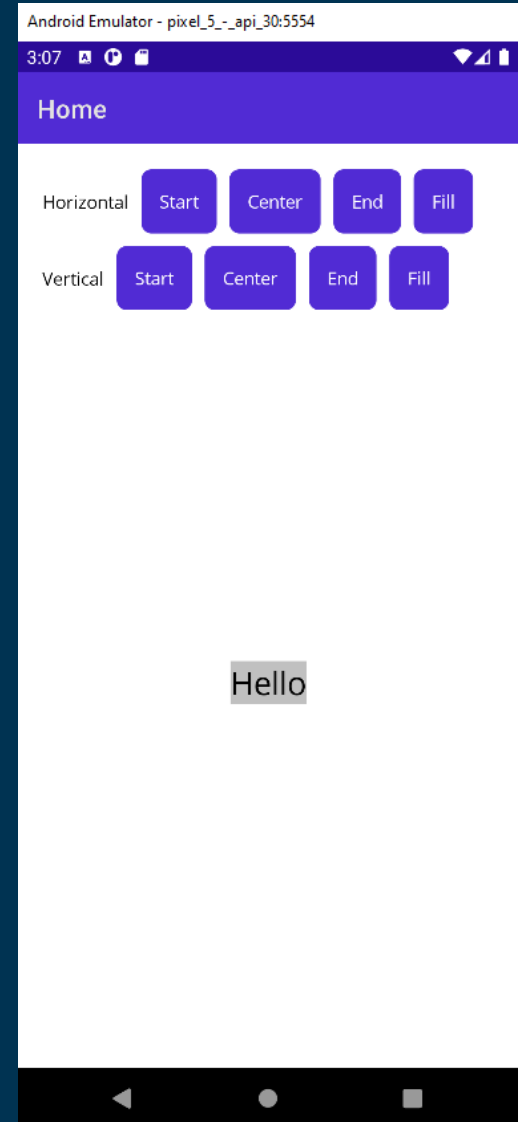 Android Emulator - pixel_5_-_api_30:5554
3:07 A
Home
Horizontal Start Center End Fill
Vertical Start Center End Fill
Hello